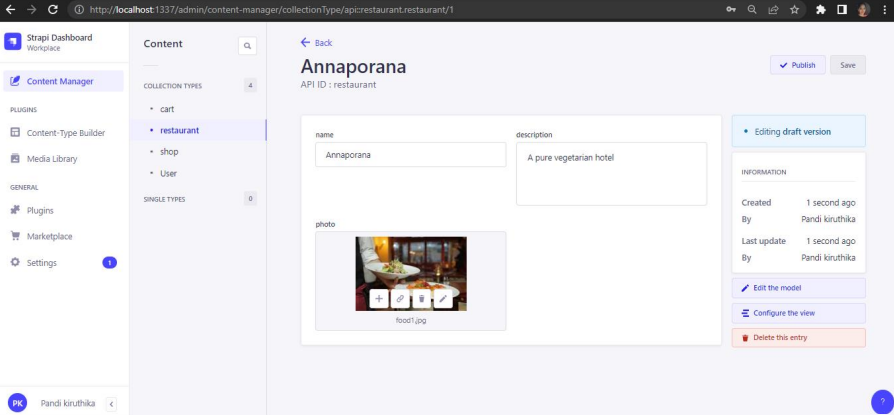 http://localhost:1337/admin/content-manager/collectionType/api::restaurant.restaurant/1
Strapi Dashboard
Workplace
Content Manager
PLUGINS
Content-Type Builder
Media Library
GENERAL
Plugins
Marketplace
Settings
1
PK
Pandi kiruthika
Content
COLLECTION TYPES
4
cart
restaurant
shop
User
SINGLE TYPES
0
Back
Annaporana
API ID : restaurant
Publish
Save
name
Annaporana
description
A pure vegetarian hotel
photo
food1.jpg
Editing draft version
INFORMATION
Created 1 second ago
By Pandi kiruthika
Last update 1 second ago
By Pandi kiruthika
Edit the model
Configure the view
Delete this entry
?